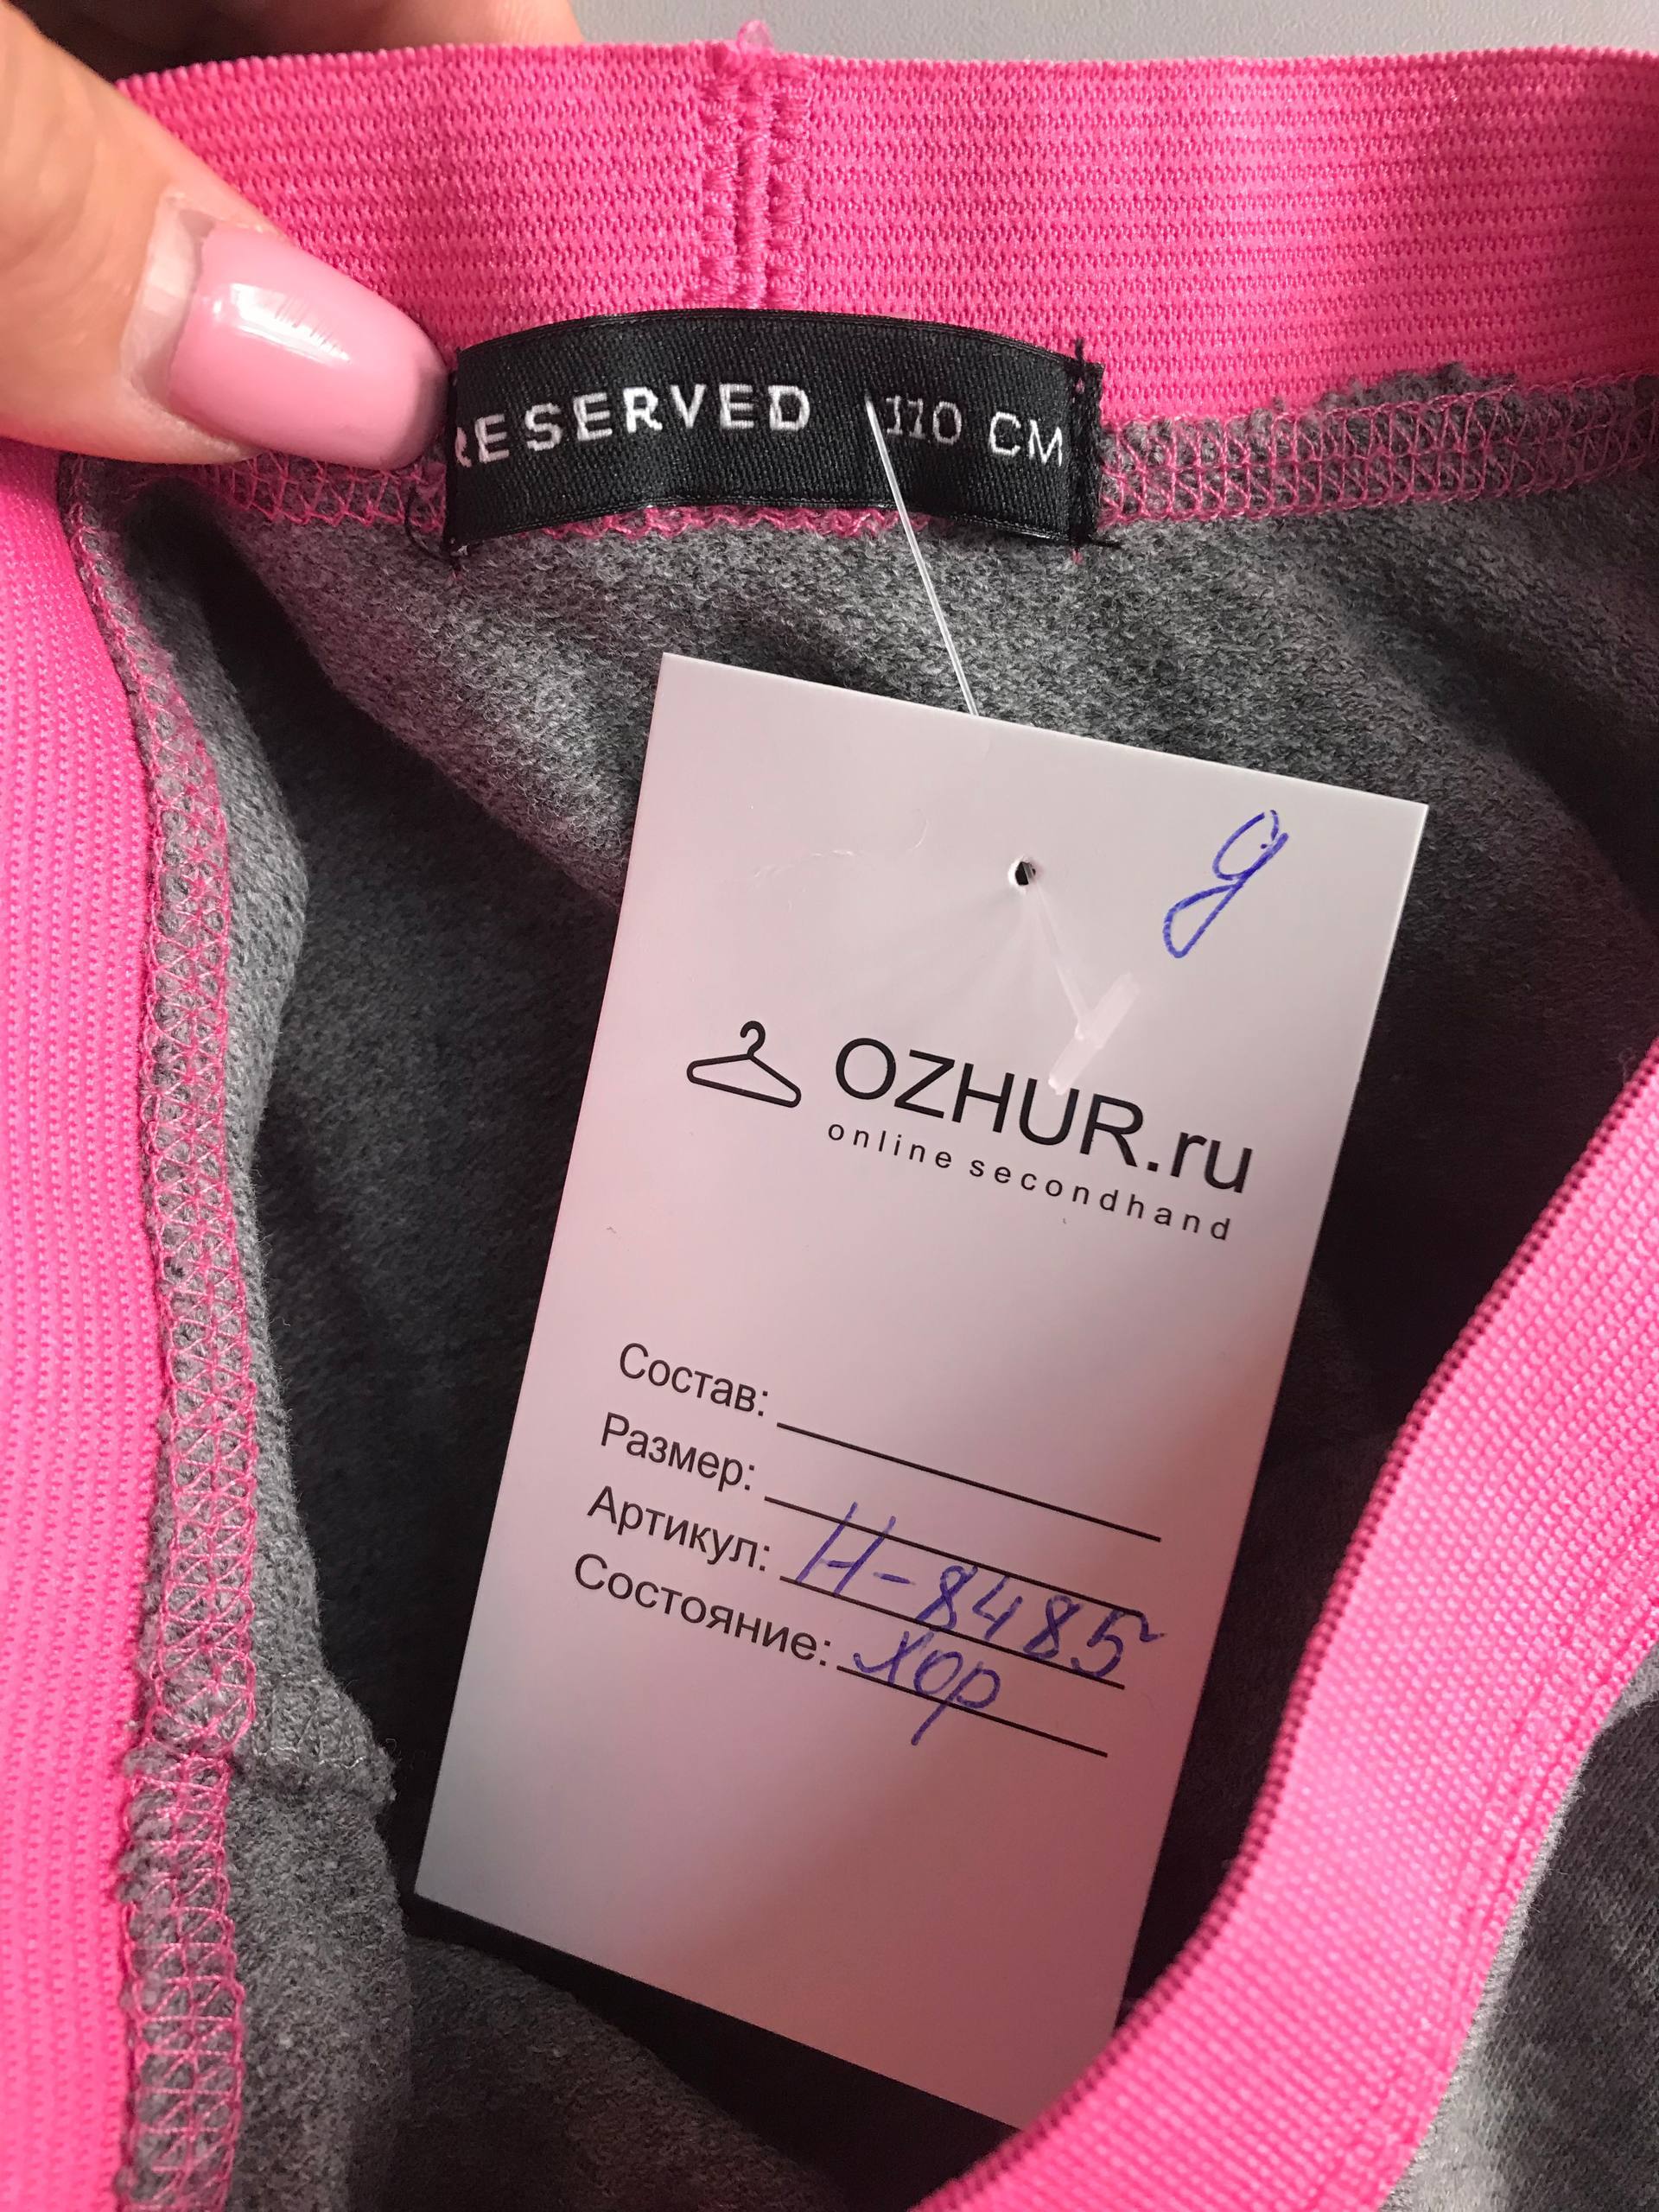 RESERVED 110 CM
g
OZHUR.ru
online secondhand
Состав:
Размер:
Артикул: Н-8485
Состояние: хор